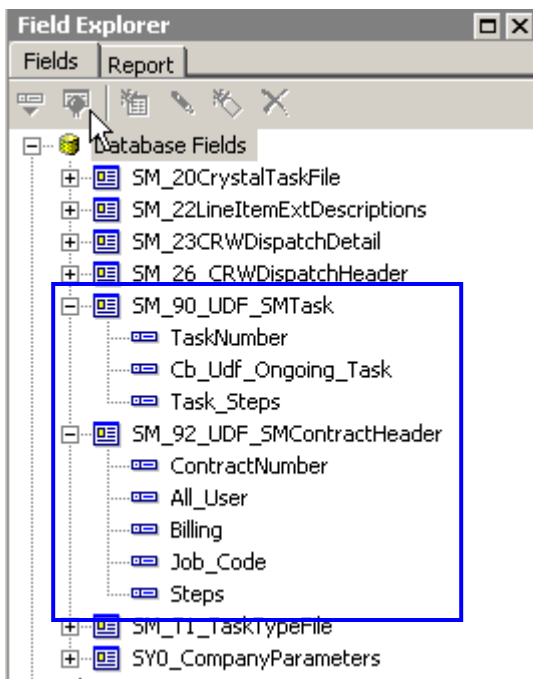 Field Explorer
Fields Report
Database Fields
SM_20CrystalTaskFile
SM_22LineItemExtDescriptions
SM_23CRWDispatchDetail
SM_26_CRWDispatchHeader
SM_90_UDF_SMTask
TaskNumber
Cb_Udf_Ongoing_Task
Task_Steps
SM_92_UDF_SMContractHeader
ContractNumber
All_User
Billing
Job_Code
Steps
SM_T1_TaskTypeFile
SY0_CompanyParameters